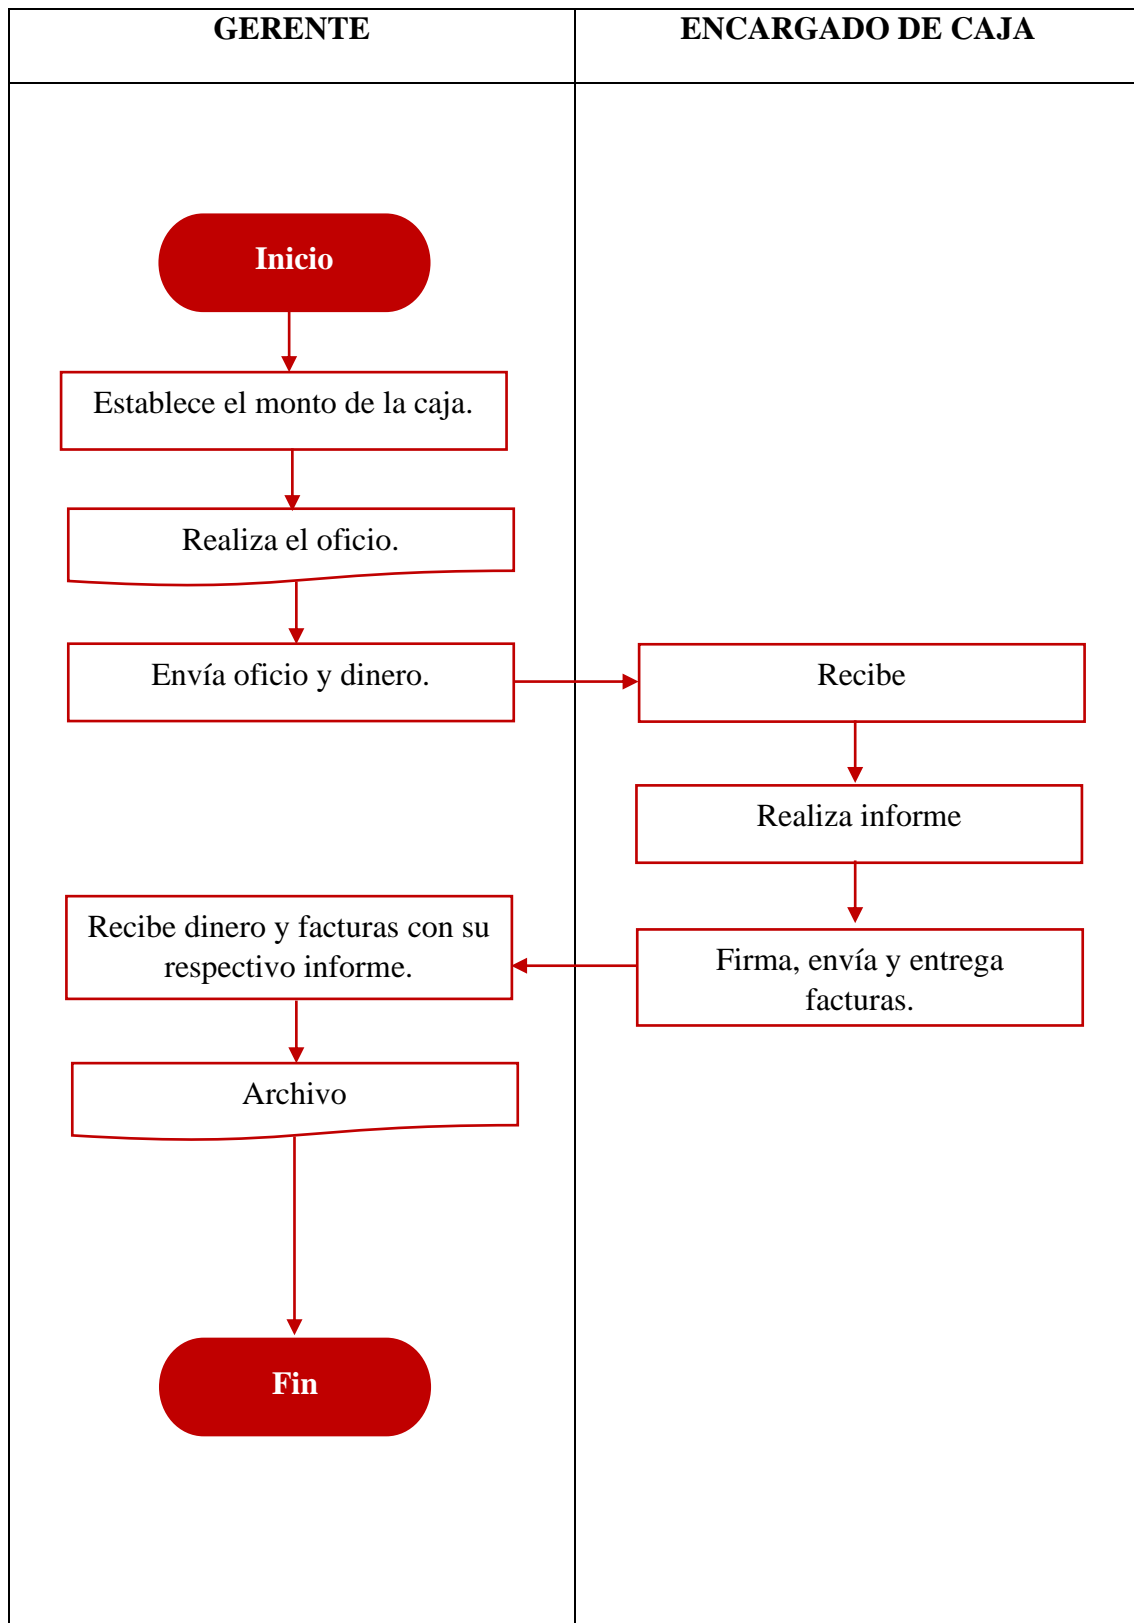 GERENTE
ENCARGADO DE CAJA
Inicio
Establece el monto de la caja.
Realiza el oficio.
Envía oficio y dinero.
Recibe
Realiza informe
Firma, envía y entrega
facturas.
Recibe dinero y facturas con su
respectivo informe.
Archivo
Fin